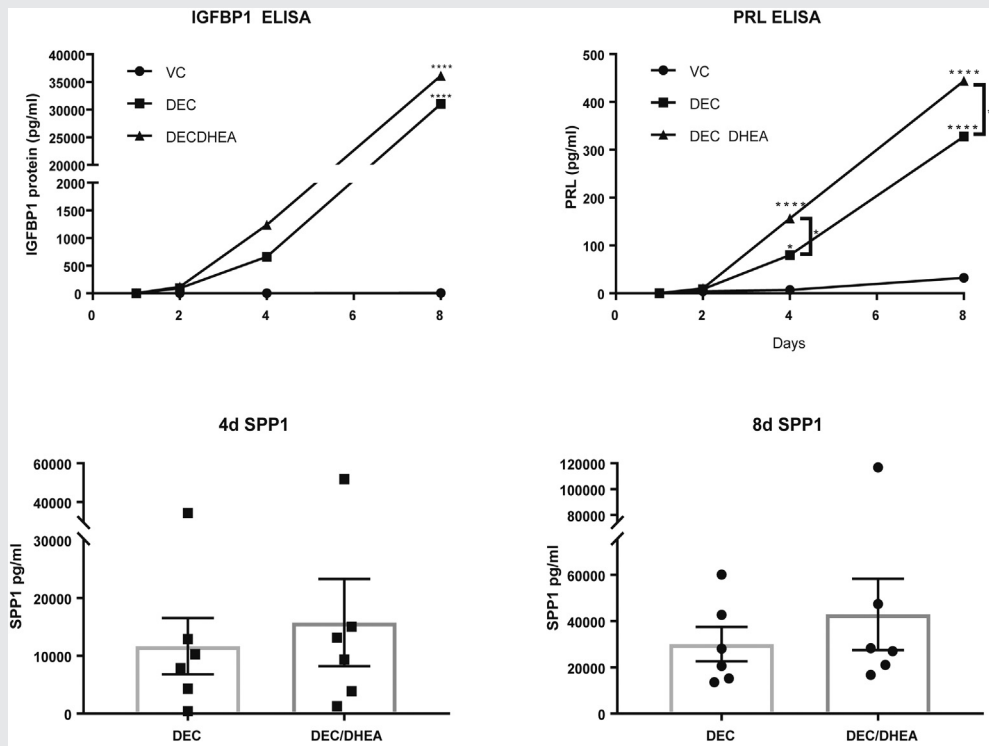 IGFBP1 ELISA
40000
35000
30000
25000
20000
2000
1500
1000
500
0
IGFBP1 protein (pg/ml)
VC
DEC
DECDHEA
****
****
0 2 4 6 8
PRL ELISA
500
400
300
200
100
0
PRL (pg/ml)
VC
DEC
DEC DHEA
****
****
****
*
*
0 2 4 6 8
Days
4d SPP1
60000
40000
30000
20000
10000
0
SPP1 pg/ml
DEC DEC/DHEA
8d SPP1
120000
100000
80000
60000
40000
20000
0
SPP1 pg/ml
DEC DEC/DHEA